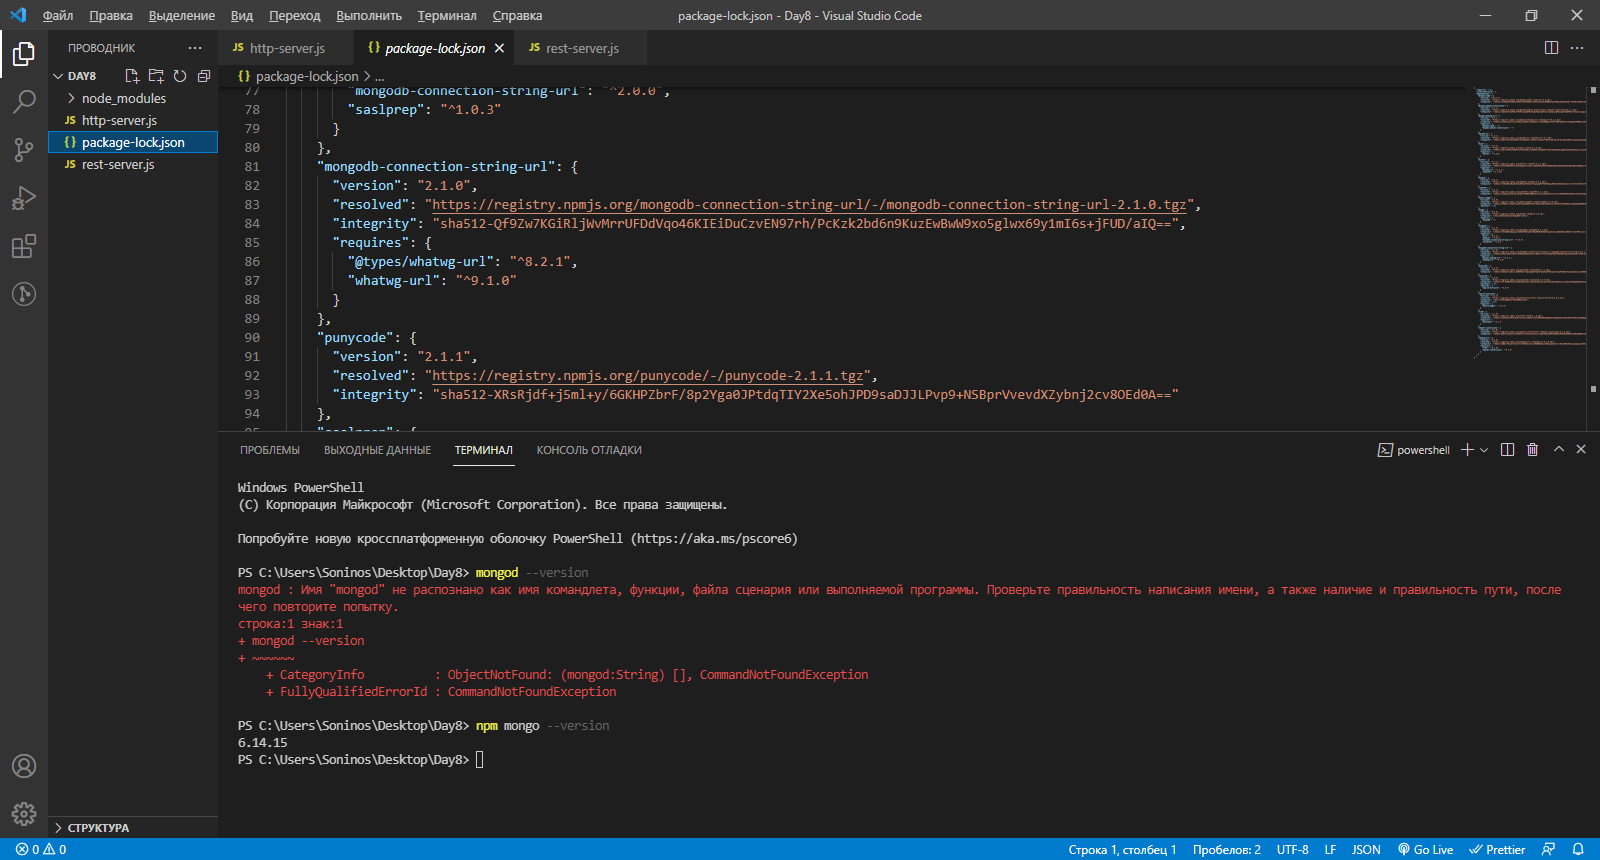 Файл Правка Выделение Вид Переход Выполнить Терминал Справка package-lock.json - Day8 - Visual Studio Code
ПРОВОДНИК ...
DAY8
node_modules
JS http-server.js
{} package-lock.json
JS rest-server.js
СТРУКТУРА
JS http-server.js {} package-lock.json JS rest-server.js
{} package-lock.json > ...
77 "mongodb-connection-string-url": "^2.0.0",
78 "saslprep": "^1.0.3"
79 }
80 },
81 "mongodb-connection-string-url": {
82 "version": "2.1.0",
83 "resolved": "https://registry.npmjs.org/mongodb-connection-string-url/-/mongodb-connection-string-url-2.1.0.tgz",
84 "integrity": "sha512-Qf9Zw7KGiRljWvMrrUFDdVqo46KIEiDuCzvEN97rh/PcKzk2bd6n9KuzEwBwW9xo5glwx69y1mI6s+jFUD/aIQ==",
85 "requires": {
86 "@types/whatwg-url": "^8.2.1",
87 "whatwg-url": "^9.1.0"
88 }
89 },
90 "punycode": {
91 "version": "2.1.1",
92 "resolved": "https://registry.npmjs.org/punycode/-/punycode-2.1.1.tgz",
93 "integrity": "sha512-XRsRjdf+j5ml+y/6GKHPZbrF/8p2Yga0JPtdqTIY2Xe5ohJPD9saDJJLPvp9+NSBprVvevdXZybnj2cv8OEd0A=="
94 },
95 "saslprep": {
ПРОБЛЕМЫ ВЫХОДНЫЕ ДАННЫЕ ТЕРМИНАЛ КОНСОЛЬ ОТЛАДКИ powershell
Windows PowerShell
(C) Корпорация Майкрософт (Microsoft Corporation). Все права защищены.
Попробуйте новую кроссплатформенную оболочку PowerShell (https://aka.ms/pscore6)
PS C:\Users\Soninos\Desktop\Day8> mongod --version
mongod : Имя "mongod" не распознано как имя командлета, функции, файла сценария или выполняемой программы. Проверьте правильность написания имени, а также наличие и правильность пути, после
чего повторите попытку.
строка:1 знак:1
+ mongod --version
+ ~~~~~~
+ CategoryInfo : ObjectNotFound: (mongod:String) [], CommandNotFoundException
+ FullyQualifiedErrorId : CommandNotFoundException
PS C:\Users\Soninos\Desktop\Day8> npm mongo --version
6.14.15
PS C:\Users\Soninos\Desktop\Day8>
0 0 Строка 1, столбец 1 Пробелов: 2 UTF-8 LF JSON Go Live Prettier